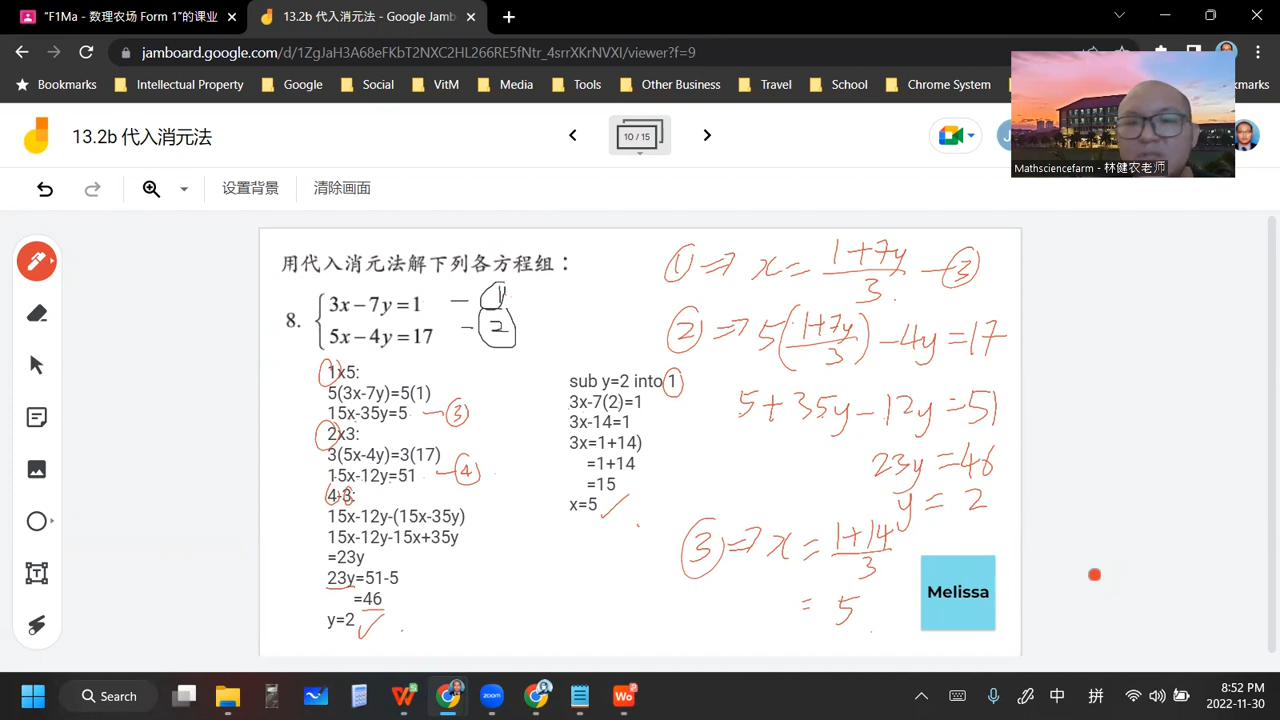 "F1Ma - 数理农场 Form 1"的课业
13.2b 代入消元法 - Google Jamb
jamboard.google.com/d/1ZgJaH3A68eFKbT2NXC2HL266RE5fNtr_4srrXKrNVXI/viewer?f=9
Bookmarks
Intellectual Property
Google
Social
VitM
Media
Tools
Other Business
Travel
School
Chrome System
Mathsciencefarm - 林健农老师
13.2b 代入消元法
10 / 15
设置背景
清除画面
用代入消元法解下列各方程组：
8. 3x-7y=1 - ①
5x-4y=17 - ②
1x5:
5(3x-7y)=5(1)
15x-35y=5 - ③
2x3:
3(5x-4y)=3(17)
15x-12y=51 - ④
4-3:
15x-12y-(15x-35y)
15x-12y-15x+35y
=23y
23y=51-5
=46
y=2 ✓
sub y=2 into 1
3x-7(2)=1
3x-14=1
3x=1+14)
=1+14
=15
x=5 ✓
① => x = (1+7y)/3 - ③
② => 5((1+7y)/3) - 4y = 17
5 + 35y - 12y = 51
23y = 46
y = 2
③ => x = (1+14)/3
= 5
Melissa
Search
中
拼
8:52 PM
2022-11-30